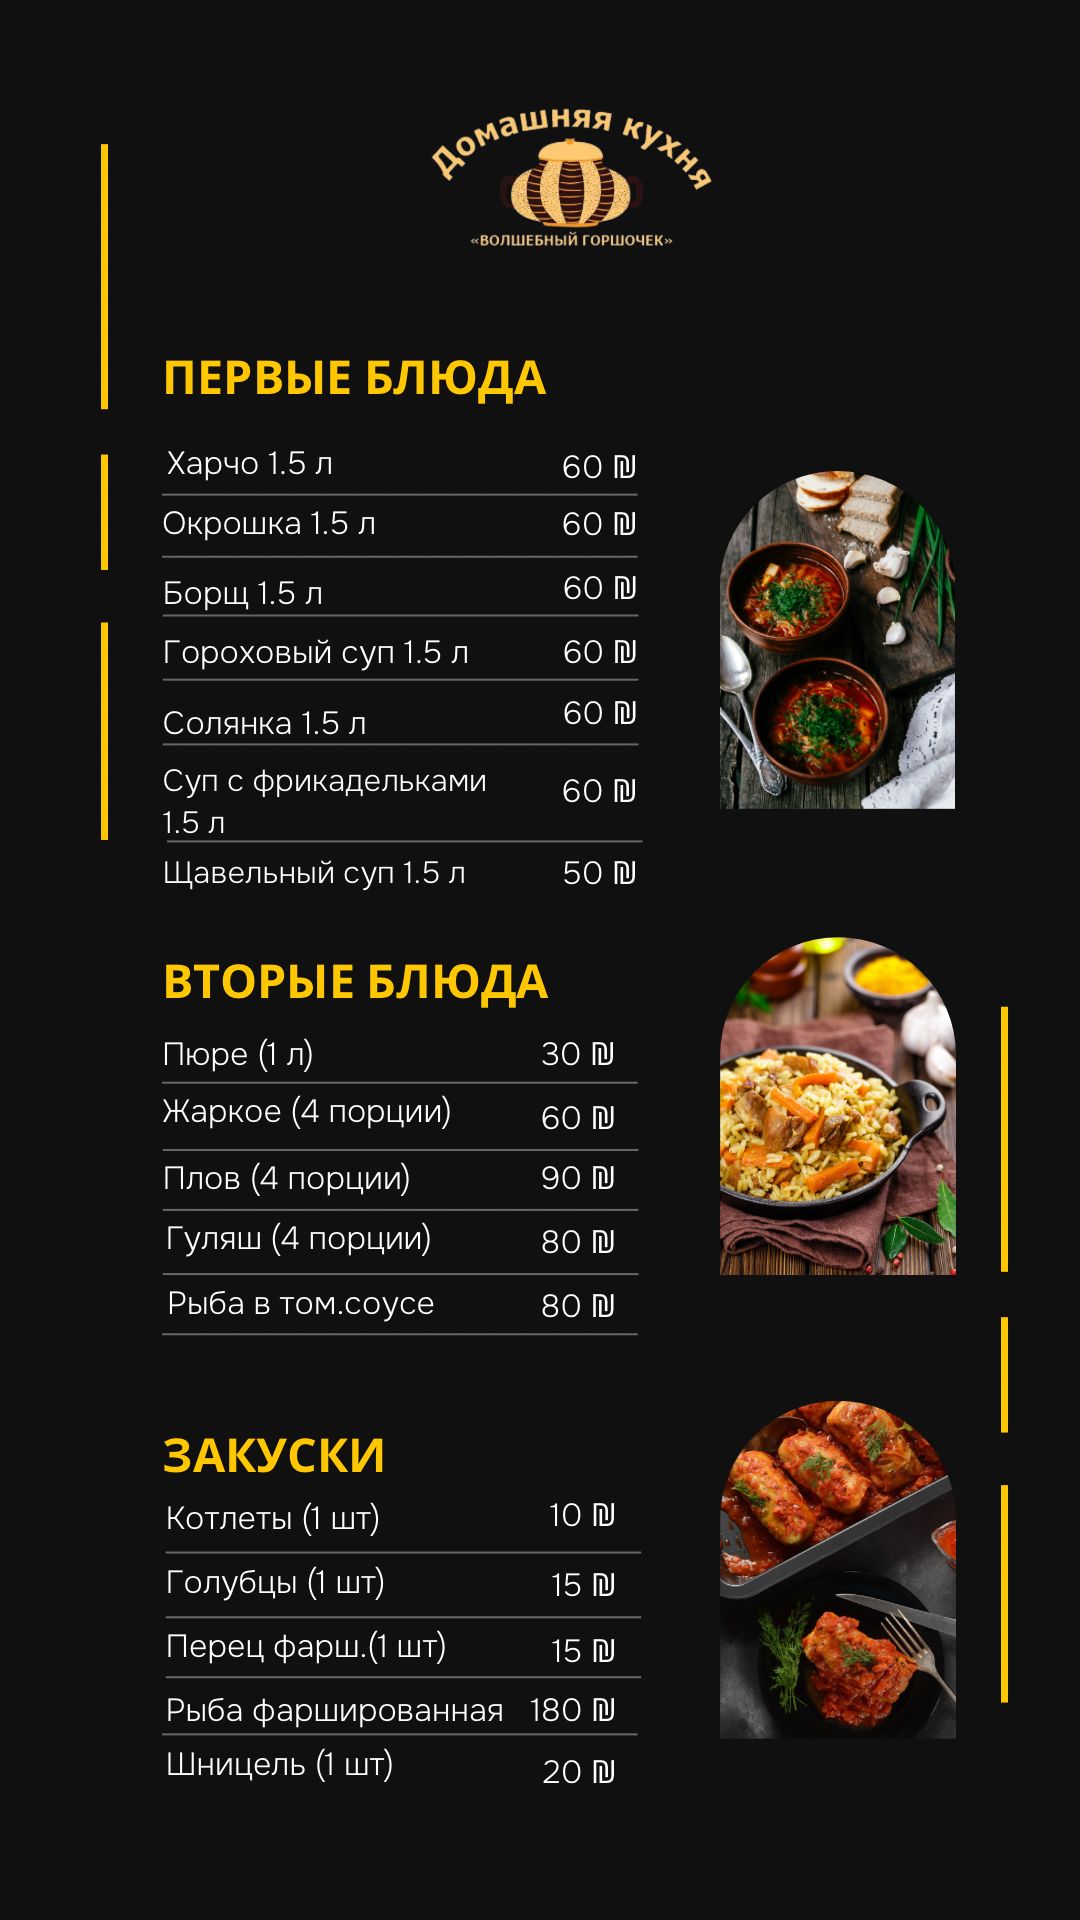 Домашняя кухня
«ВОЛШЕБНЫЙ ГОРШОЧЕК»
ПЕРВЫЕ БЛЮДА
Харчо 1.5 л 60 ₪
Окрошка 1.5 л 60 ₪
Борщ 1.5 л 60 ₪
Гороховый суп 1.5 л 60 ₪
Солянка 1.5 л 60 ₪
Суп с фрикадельками 60 ₪
1.5 л
Щавельный суп 1.5 л 50 ₪
ВТОРЫЕ БЛЮДА
Пюре (1 л) 30 ₪
Жаркое (4 порции) 60 ₪
Плов (4 порции) 90 ₪
Гуляш (4 порции) 80 ₪
Рыба в том.соусе 80 ₪
ЗАКУСКИ
Котлеты (1 шт) 10 ₪
Голубцы (1 шт) 15 ₪
Перец фарш.(1 шт) 15 ₪
Рыба фаршированная 180 ₪
Шницель (1 шт) 20 ₪